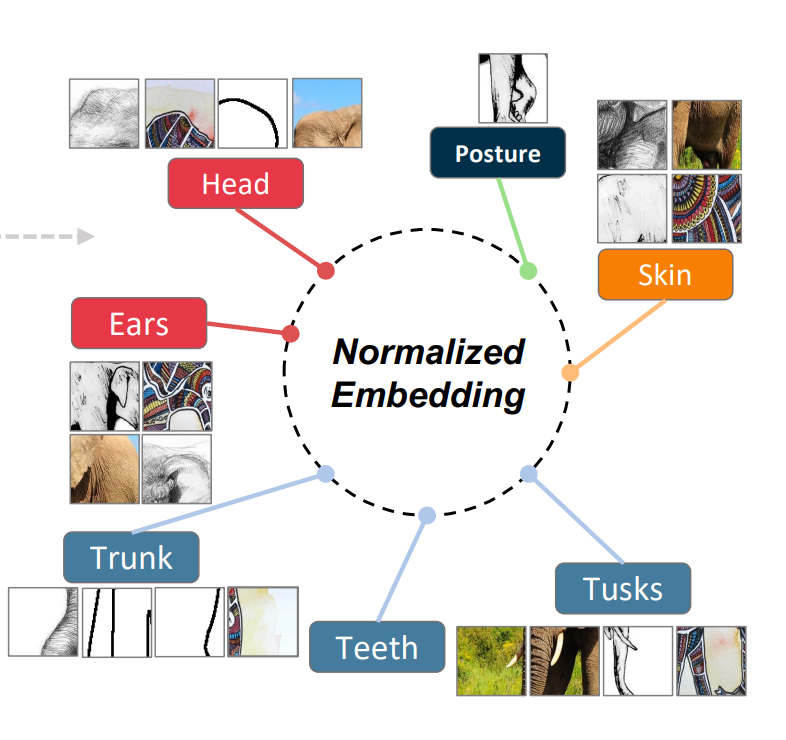 Posture
Head
Skin
Ears
Normalized
Embedding
Trunk
Tusks
Teeth